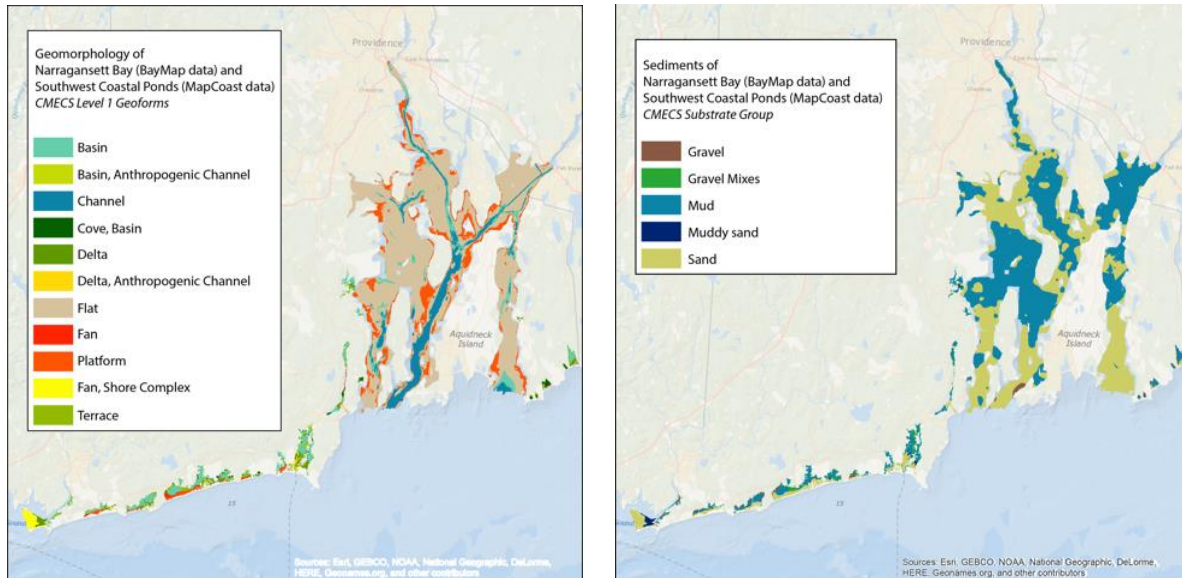 Geomorphology of
Narragansett Bay (BayMap data) and
Southwest Coastal Ponds (MapCoast data)
CMECS Level 1 Geoforms
Basin
Basin, Anthropogenic Channel
Channel
Cove, Basin
Delta
Delta, Anthropogenic Channel
Flat
Fan
Platform
Fan, Shore Complex
Terrace
Providence
East Providence
Aquidneck
Island
Sources: Esri, GEBCO, NOAA, National Geographic, DeLorme,
HERE, Geonames.org, and other contributors
Sediments of
Narragansett Bay (BayMap data) and
Southwest Coastal Ponds (MapCoast data)
CMECS Substrate Group
Gravel
Gravel Mixes
Mud
Muddy sand
Sand
Providence
East Providence
Aquidneck
Island
Sources: Esri, GEBCO, NOAA, National Geographic, DeLorme,
HERE, Geonames.org, and other contributors